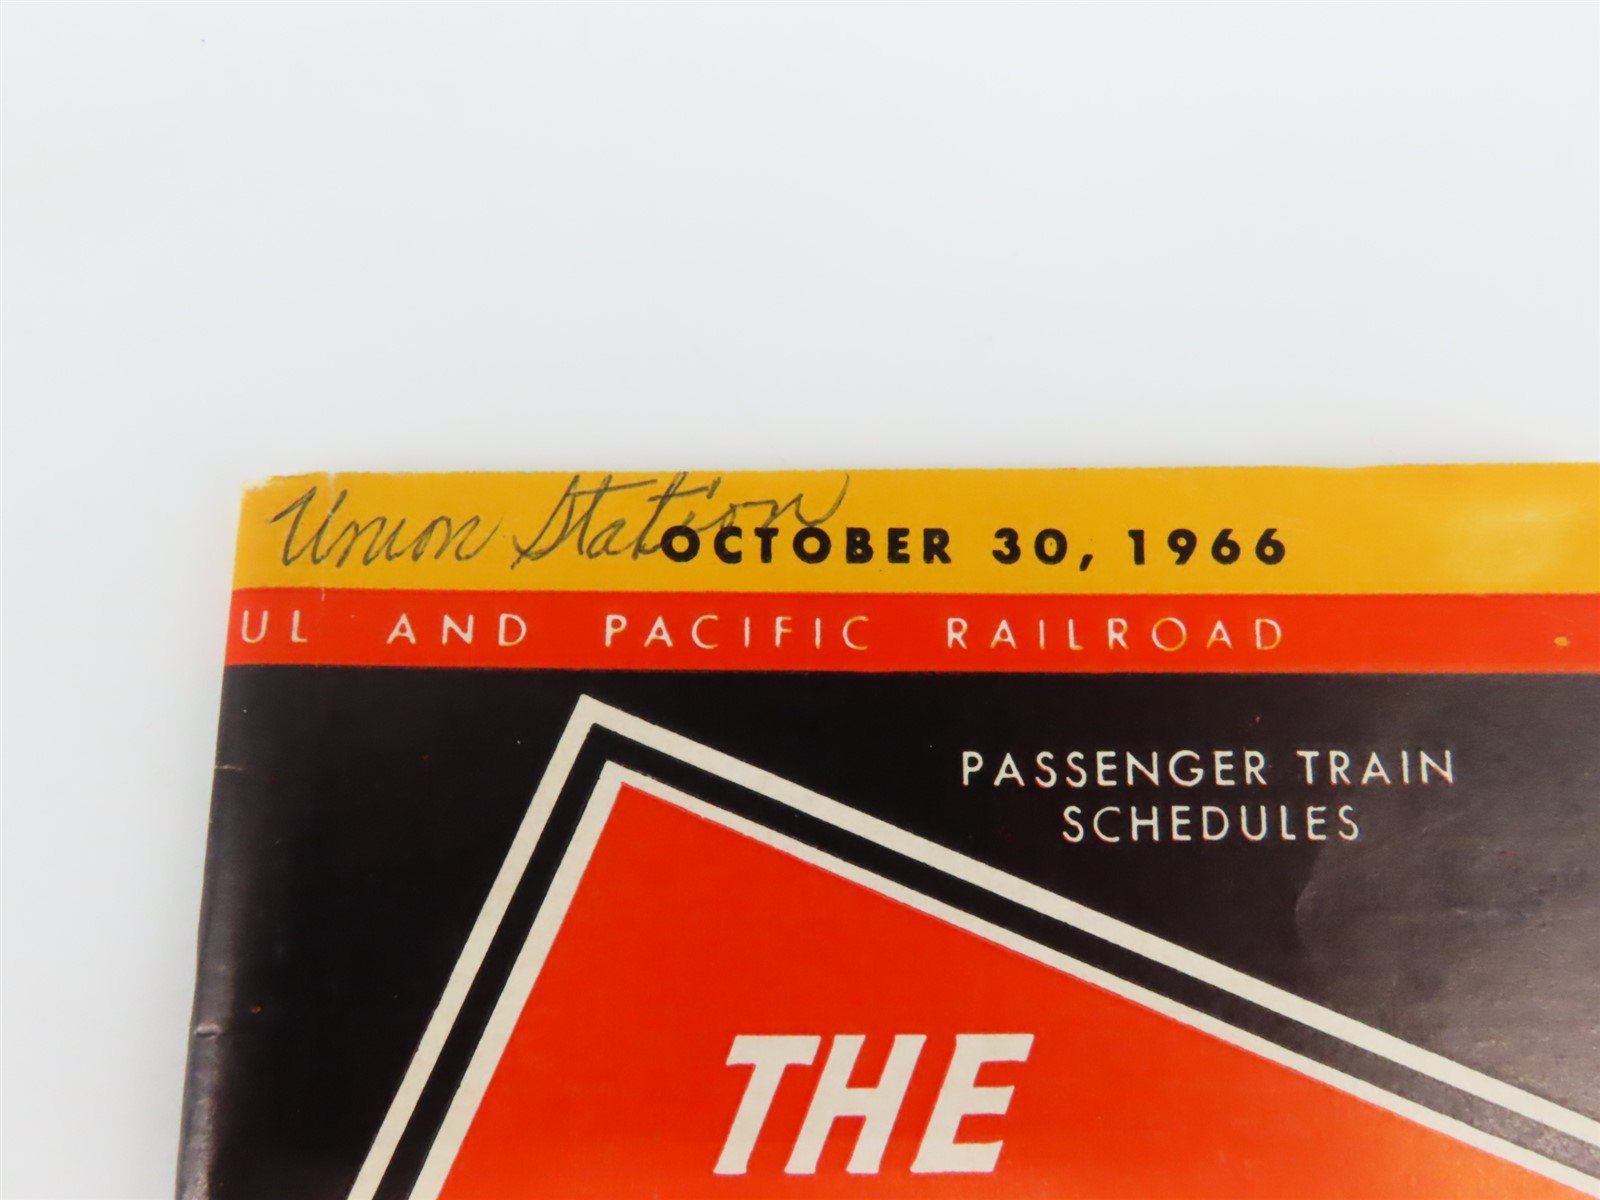 Union Station
OCTOBER 30, 1966
UL AND PACIFIC RAILROAD
PASSENGER TRAIN
SCHEDULES
THE